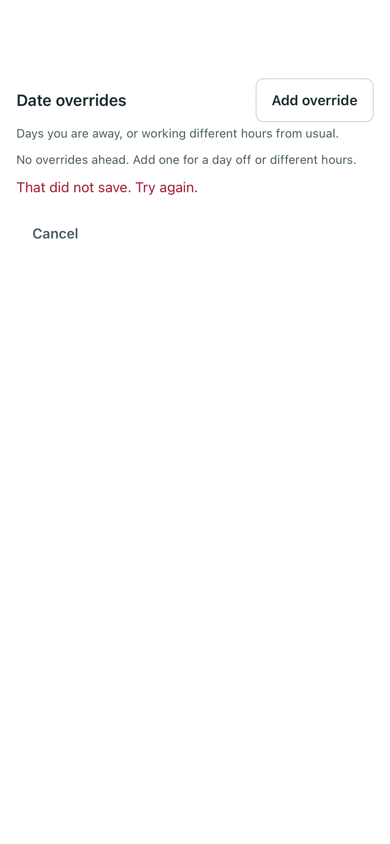 Date overrides
Add override
Days you are away, or working different hours from usual.
No overrides ahead. Add one for a day off or different hours.
That did not save. Try again.
Cancel